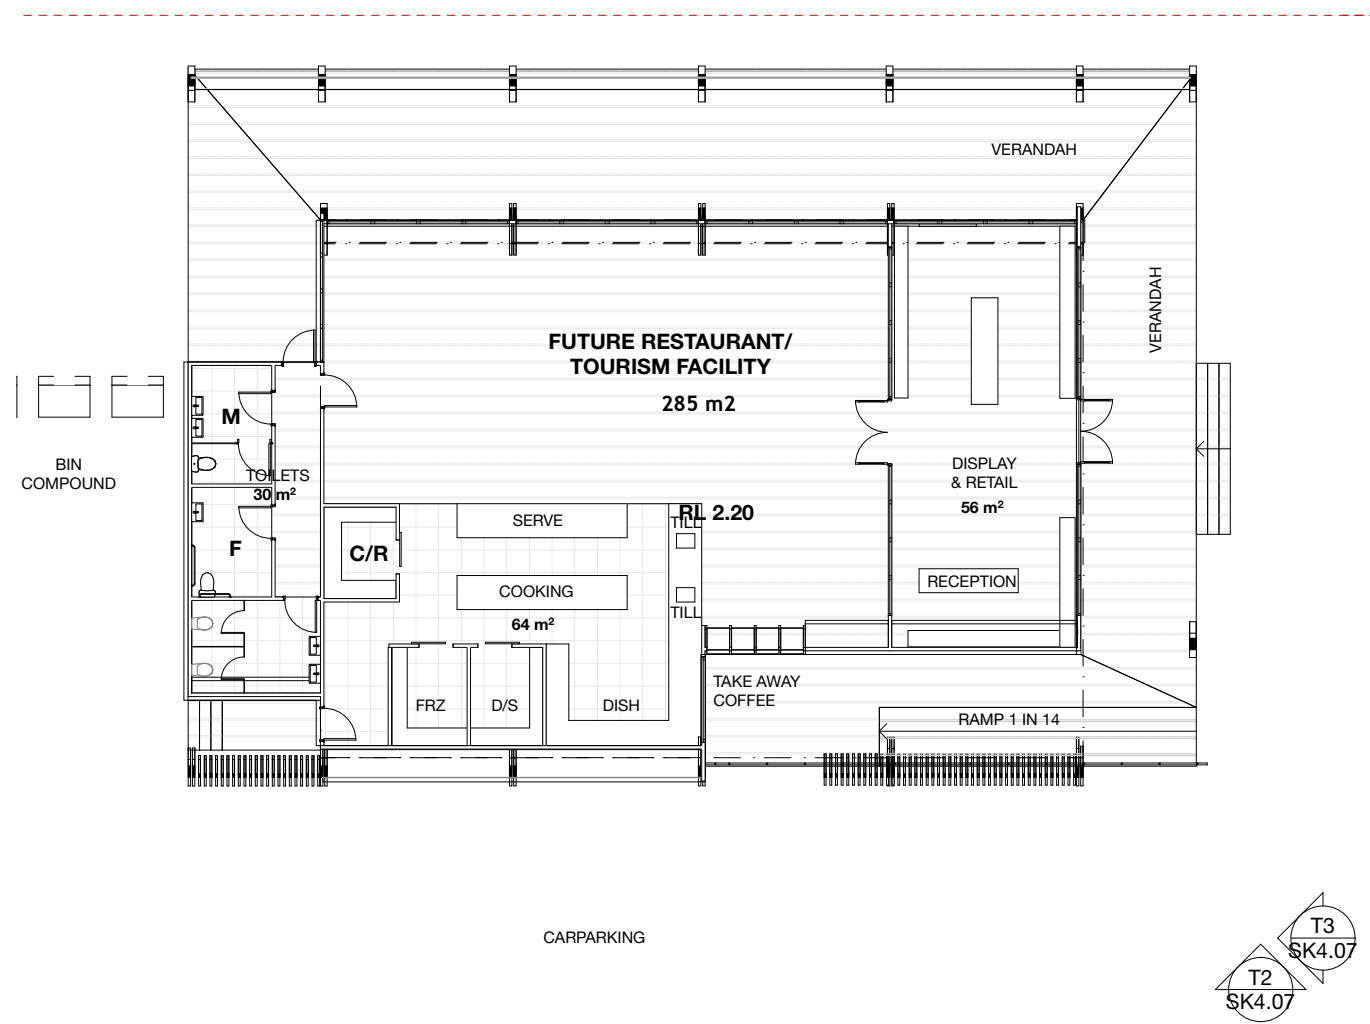 VERANDAH
VERANDAH
FUTURE RESTAURANT/
TOURISM FACILITY
285 m2
M
BIN
COMPOUND
TOILETS
30 m²
DISPLAY
& RETAIL
56 m²
SERVE
RL 2.20
TILL
F
C/R
COOKING
64 m²
RECEPTION
TILL
TAKE AWAY
COFFEE
FRZ
D/S
DISH
RAMP 1 IN 14
CARPARKING
T3
SK4.07
T2
SK4.07